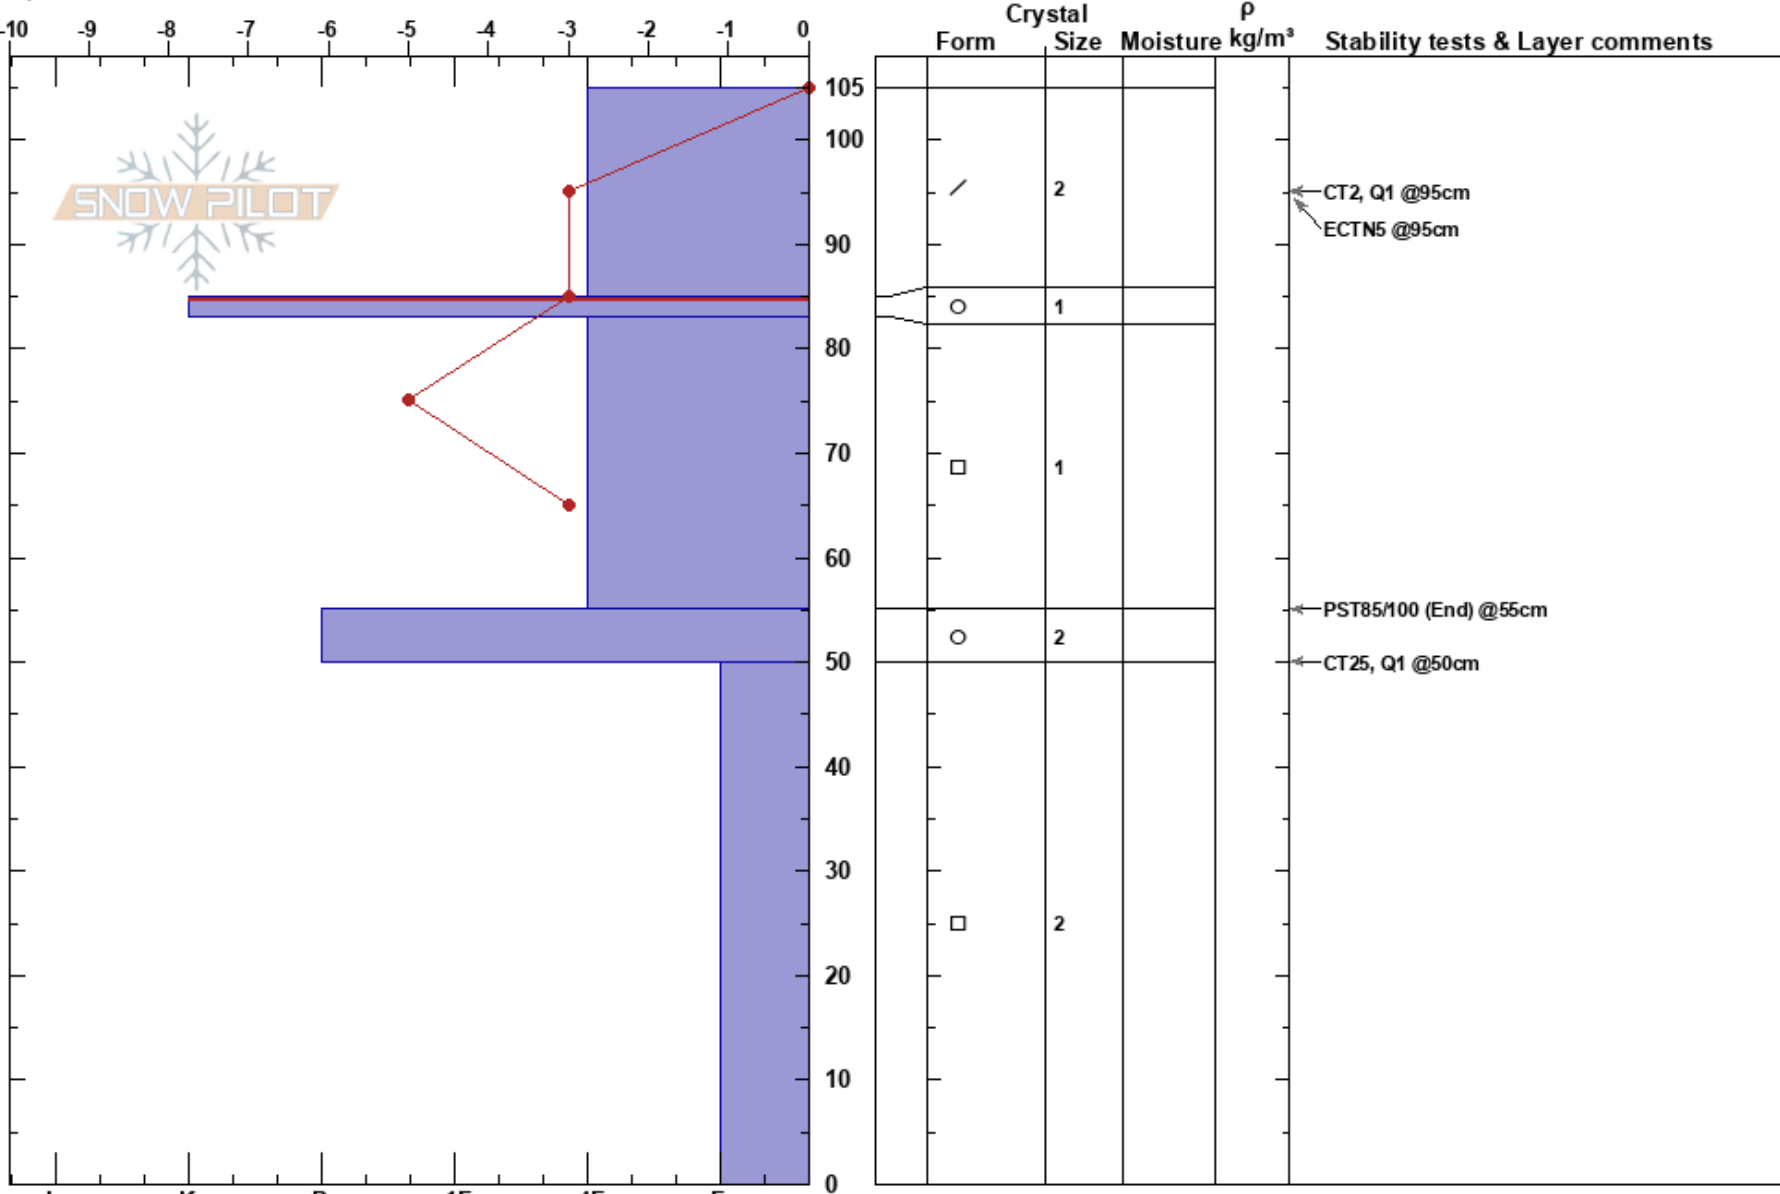 Crystal ρ
-10 -9 -8 -7 -6 -5 -4 -3 -2 -1 0 Form Size Moisture kg/m³ Stability tests & Layer comments
105
100
SNOW PILOT 2 CT2, Q1 @95cm
ECTN5 @95cm
90
1
80
70
1
60
PST85/100 (End) @55cm
2
50 CT25, Q1 @50cm
40
30
2
20
10
0